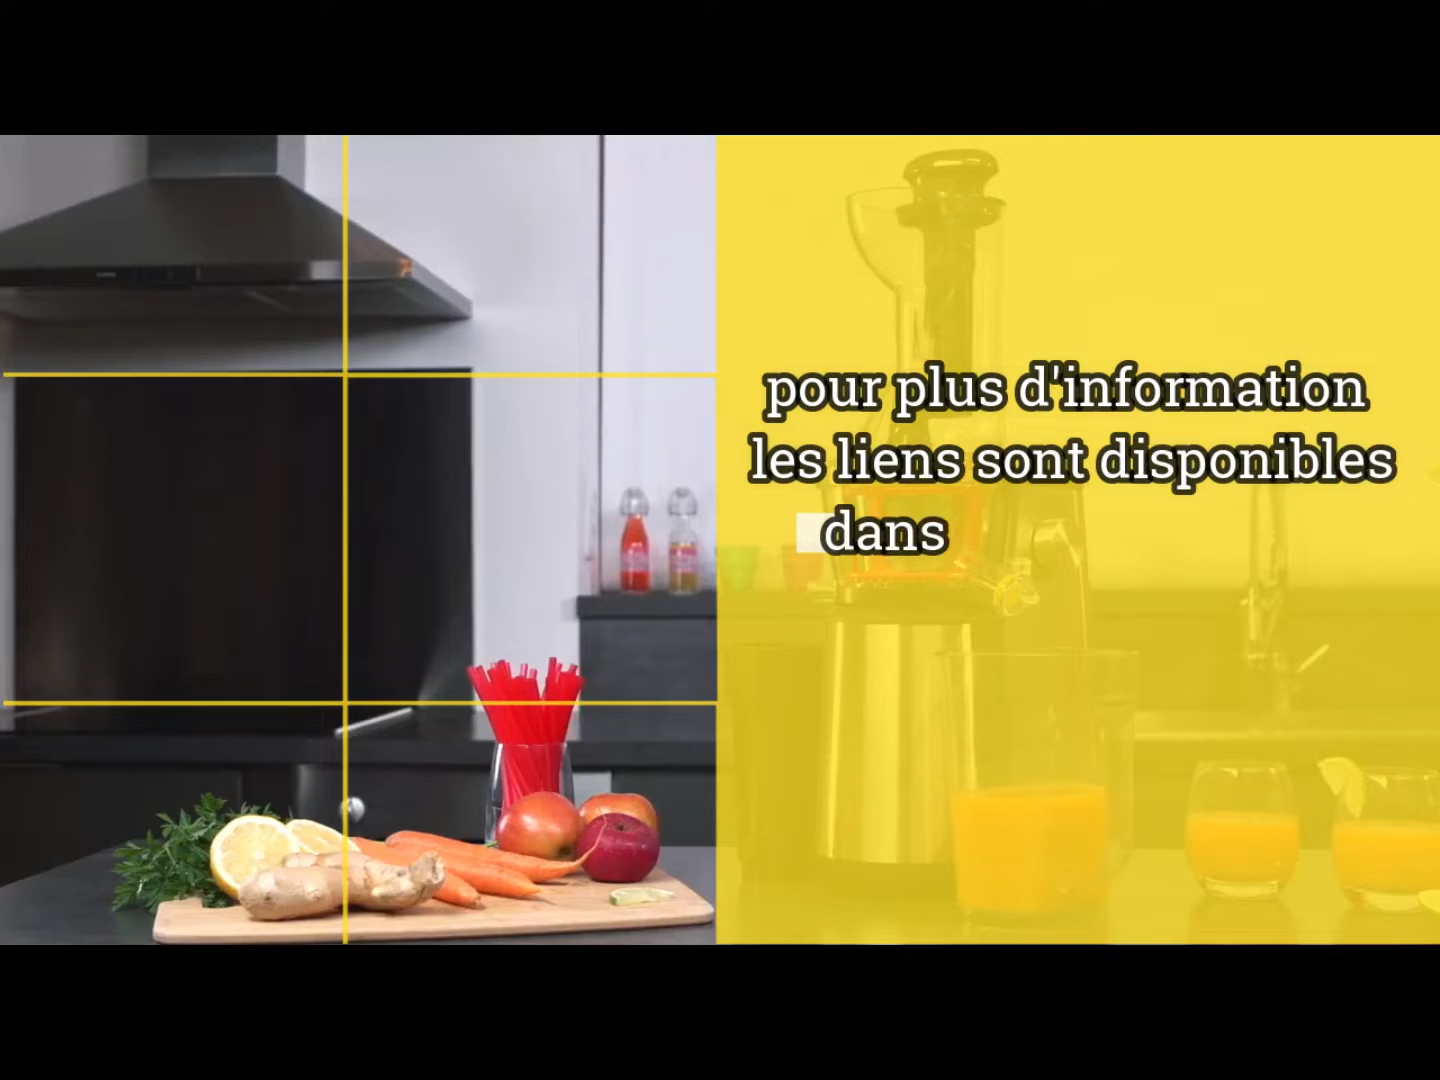 pour plus d'information
les liens sont disponibles
dans